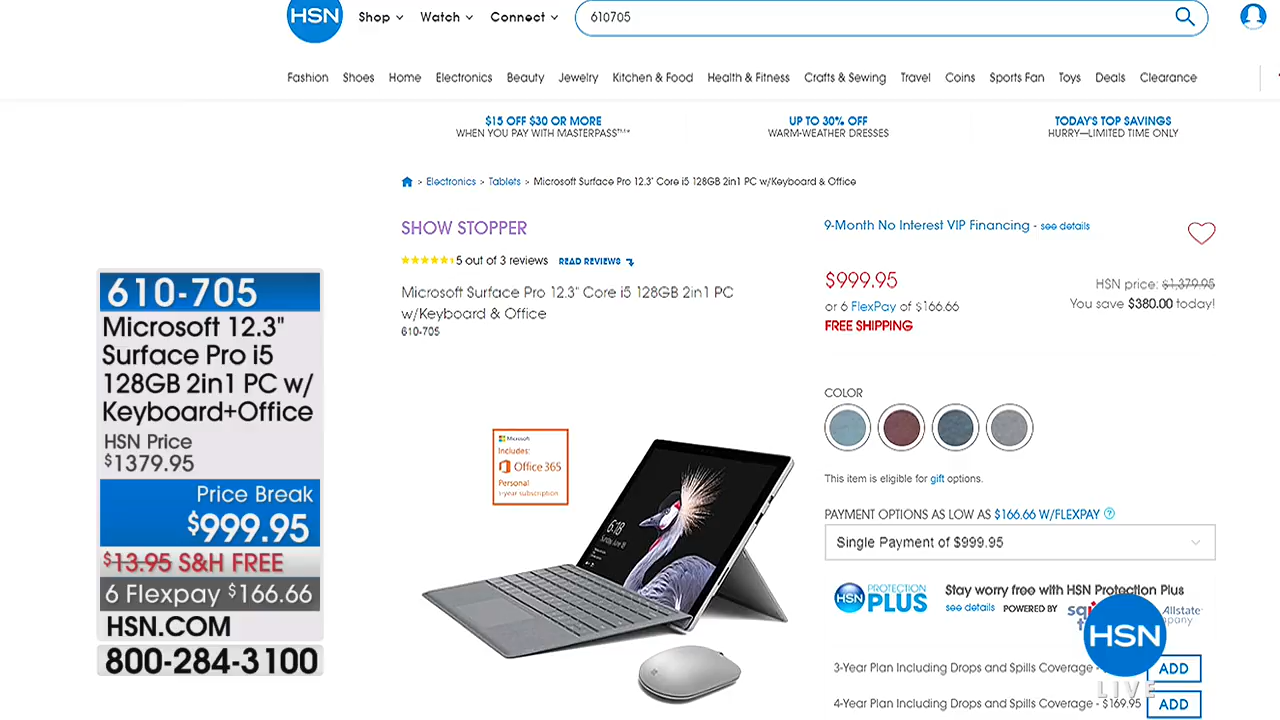 HSN
Shop
Watch
Connect
610705
Fashion Shoes Home Electronics Beauty Jewelry Kitchen & Food Health & Fitness Crafts & Sewing Travel Coins Sports Fan Toys Deals Clearance
$15 OFF $30 OR MORE
WHEN YOU PAY WITH MASTERPASS
UP TO 30% OFF
WARM-WEATHER DRESSES
TODAY'S TOP SAVINGS
HURRY—LIMITED TIME ONLY
> Electronics > Tablets > Microsoft Surface Pro 12.3" Core i5 128GB 2in1 PC w/Keyboard & Office
SHOW STOPPER
5 out of 3 reviews READ REVIEWS
Microsoft Surface Pro 12.3" Core i5 128GB 2in1 PC
w/Keyboard & Office
610-705
9-Month No Interest VIP Financing - see details
$999.95
or 6 FlexPay of $166.66
FREE SHIPPING
HSN price: $1,379.95
You save $380.00 today!
COLOR
This item is eligible for gift options.
PAYMENT OPTIONS AS LOW AS $166.66 W/FLEXPAY ?
Single Payment of $999.95
HSN PROTECTION
PLUS
Stay worry free with HSN Protection Plus
see details POWERED BY
Allstate
3-Year Plan Including Drops and Spills Coverage -
ADD
4-Year Plan Including Drops and Spills Coverage - $169.95
ADD
HSN
LIVE
Microsoft
Includes:
Office 365
Personal
1-year subscription
6:18
Sunday, June 18
610-705
Microsoft 12.3"
Surface Pro i5
128GB 2in1 PC w/
Keyboard+Office
HSN Price
$1379.95
Price Break
$999.95
$13.95 S&H FREE
6 Flexpay $166.66
HSN.COM
800-284-3100